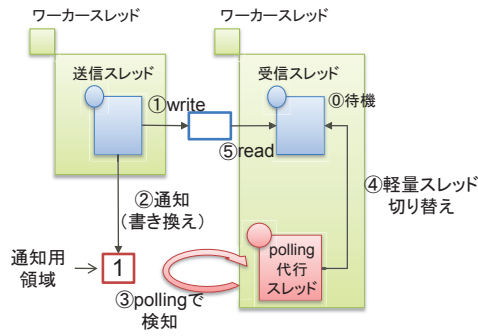 ワーカースレッド
ワーカースレッド
送信スレッド
受信スレッド
①write
⓪待機
⑤read
②通知
(書き換え)
④軽量スレッド
切り替え
通知用
領域
1
polling
代行
スレッド
③pollingで
検知